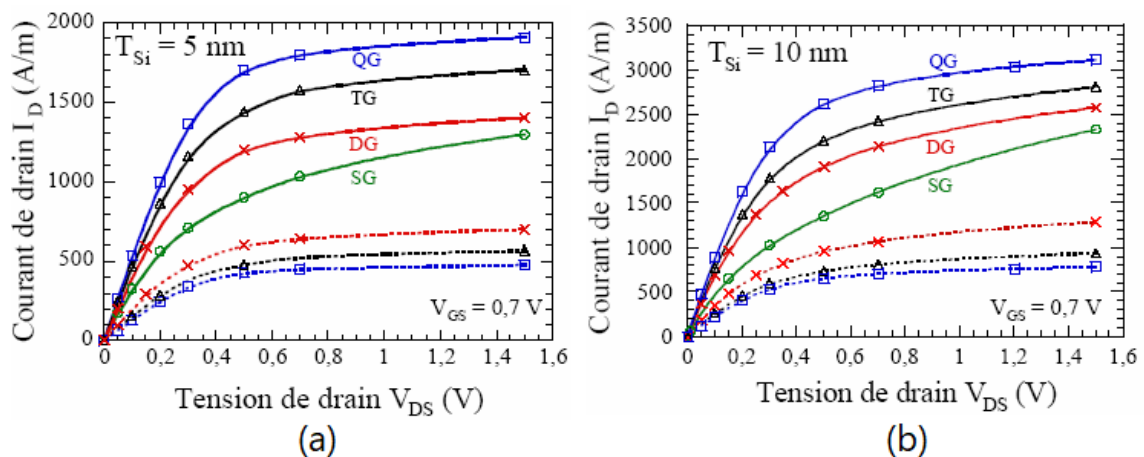 T_Si = 5 nm
QG
TG
DG
SG
V_GS = 0,7 V
2000
1500
1000
500
0
0
0,2
0,4
0,6
0,8
1
1,2
1,4
1,6
Courant de drain I_D (A/m)
Tension de drain V_DS (V)
(a)
T_Si = 10 nm
QG
TG
DG
SG
V_GS = 0,7 V
3500
3000
2500
2000
1500
1000
500
0
0
0,2
0,4
0,6
0,8
1
1,2
1,4
1,6
Courant de drain I_D (A/m)
Tension de drain V_DS (V)
(b)